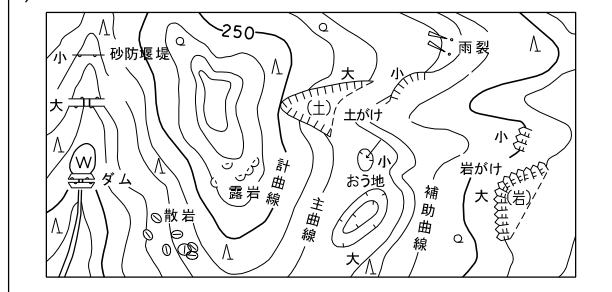 250
雨裂
小
砂防堰堤
大
小
(土)
土がけ
大
小
W
ダム
計曲線
小
おう地
岩がけ
大
(岩)
露岩
主曲線
補助曲線
散岩
大